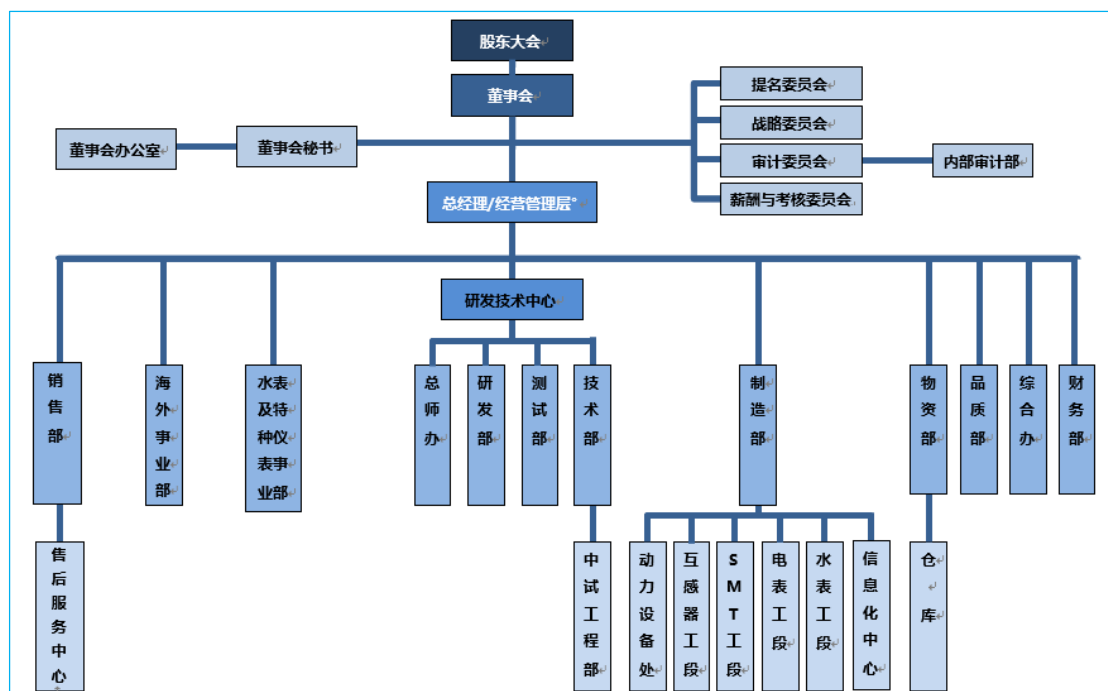 股东大会
董事会
提名委员会
战略委员会
董事会办公室
董事会秘书
审计委员会
内部审计部
薪酬与考核委员会
总经理/经营管理层
研发技术中心
销售部
海外事业部
水表及特种仪表事业部
总师办
研发部
测试部
技术部
制造部
物资部
品质部
综合办
财务部
售后服务中心
中试工程部
动力设备处
互感器工段
SMT工段
电表工段
水表工段
信息化中心
仓库